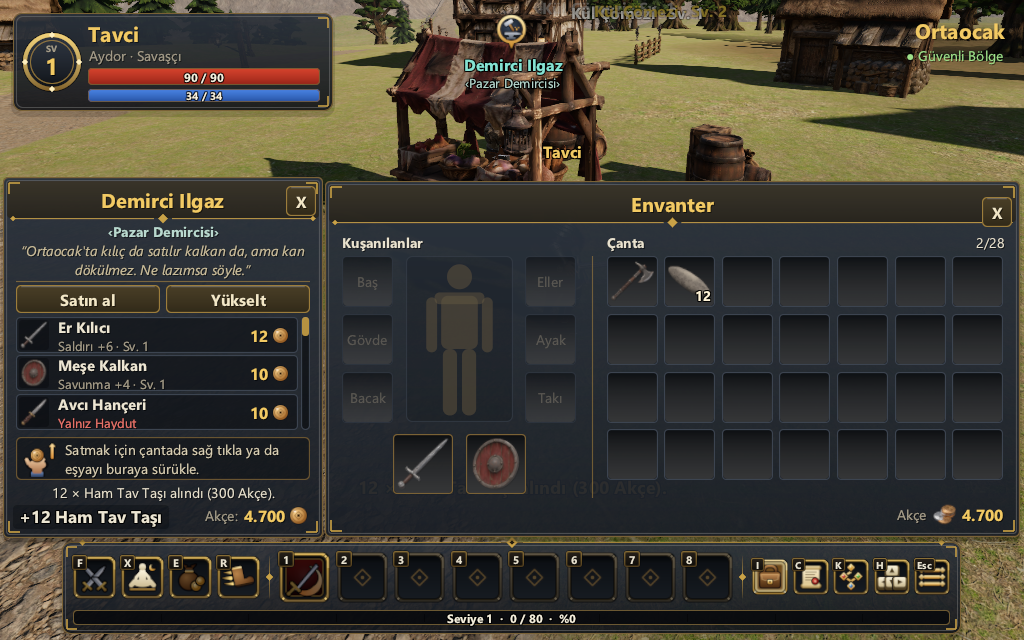 SV
1
Tavci
Aydor · Savaşçı
90 / 90
34 / 34
Demirci Ilgaz
‹Pazar Demircisi›
Tavci
Ortaocak
Güvenli Bölge
Demirci Ilgaz
X
‹Pazar Demircisi›
"Ortaocak'ta kılıç da satılır kalkan da, ama kan
dökülmez. Ne lazımsa söyle."
Satın al
Yükselt
Er Kılıcı
Saldırı +6 · Sv. 1
12
Meşe Kalkan
Savunma +4 · Sv. 1
10
Avcı Hançeri
Yalnız Haydut
10
Satmak için çantada sağ tıkla ya da
eşyayı buraya sürükle.
12 × Ham Tav Taşı alındı (300 Akçe).
+12 Ham Tav Taşı
Akçe: 4.700
Envanter
X
Kuşanılanlar
Baş
Eller
Gövde
Ayak
Bacak
Takı
Çanta
2/28
12
Akçe 4.700
F
X
E
R
1
2
3
4
5
6
7
8
I
C
K
H
Esc
Seviye 1 · 0 / 80 · %0